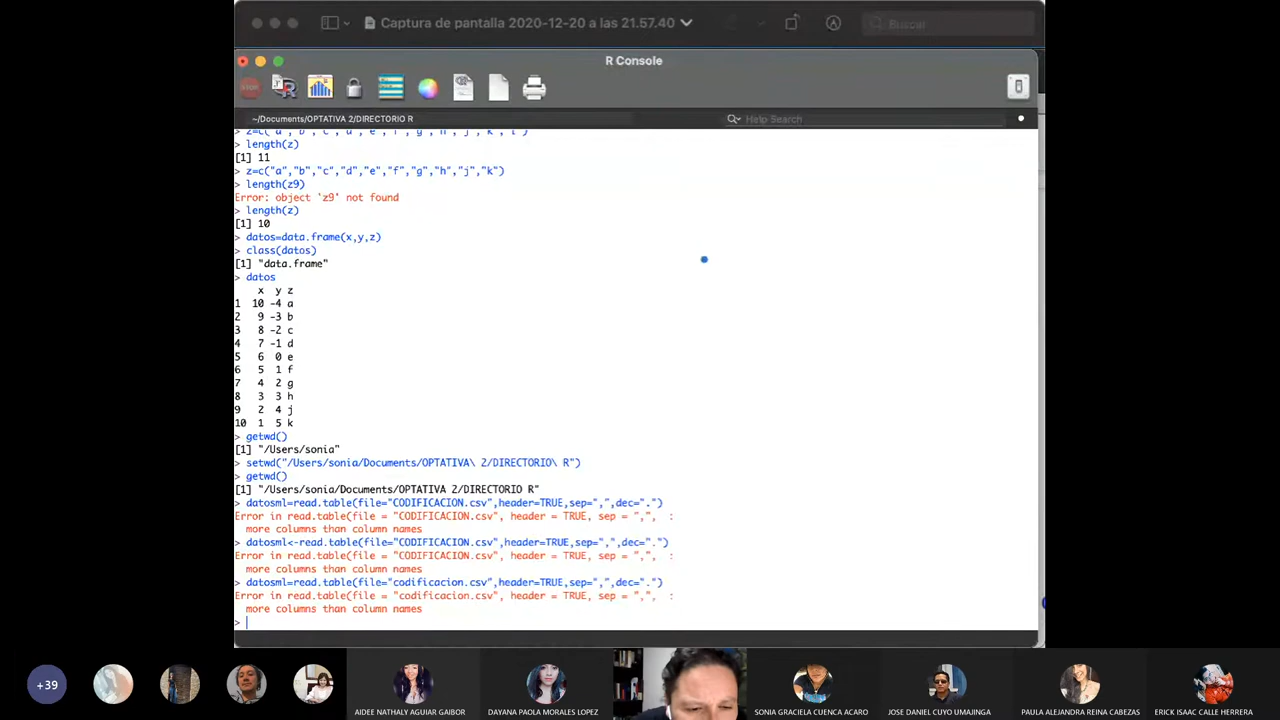 Captura de pantalla 2020-12-20 a las 21.57.40
Buscar
R Console
STOP
~/Documents/OPTATIVA 2/DIRECTORIO R
Help Search
> z=c("a","b","c","d","e","f","g","h","j","k","l")
> length(z)
[1] 11
> z=c("a","b","c","d","e","f","g","h","j","k")
> length(z9)
Error: object 'z9' not found
> length(z)
[1] 10
> datos=data.frame(x,y,z)
> class(datos)
[1] "data.frame"
> datos
x y z
1 10 -4 a
2 9 -3 b
3 8 -2 c
4 7 -1 d
5 6 0 e
6 5 1 f
7 4 2 g
8 3 3 h
9 2 4 j
10 1 5 k
> getwd()
[1] "/Users/sonia"
> setwd("/Users/sonia/Documents/OPTATIVA\ 2/DIRECTORIO\ R")
> getwd()
[1] "/Users/sonia/Documents/OPTATIVA 2/DIRECTORIO R"
> datosml=read.table(file="CODIFICACION.csv",header=TRUE,sep=",",dec=".")
Error in read.table(file = "CODIFICACION.csv", header = TRUE, sep = ",", :
more columns than column names
> datosml<-read.table(file="CODIFICACION.csv",header=TRUE,sep=",",dec=".")
Error in read.table(file = "CODIFICACION.csv", header = TRUE, sep = ",", :
more columns than column names
> datosml=read.table(file="codificacion.csv",header=TRUE,sep=",",dec=".")
Error in read.table(file = "codificacion.csv", header = TRUE, sep = ",", :
more columns than column names
>
+39
AIDEE NATHALY AGUIAR GAIBOR
DAYANA PAOLA MORALES LOPEZ
SONIA GRACIELA CUENCA ACARO
JOSE DANIEL CUYO UMAJINGA
PAULA ALEJANDRA REINA CABEZAS
ERICK ISAAC CALLE HERRERA